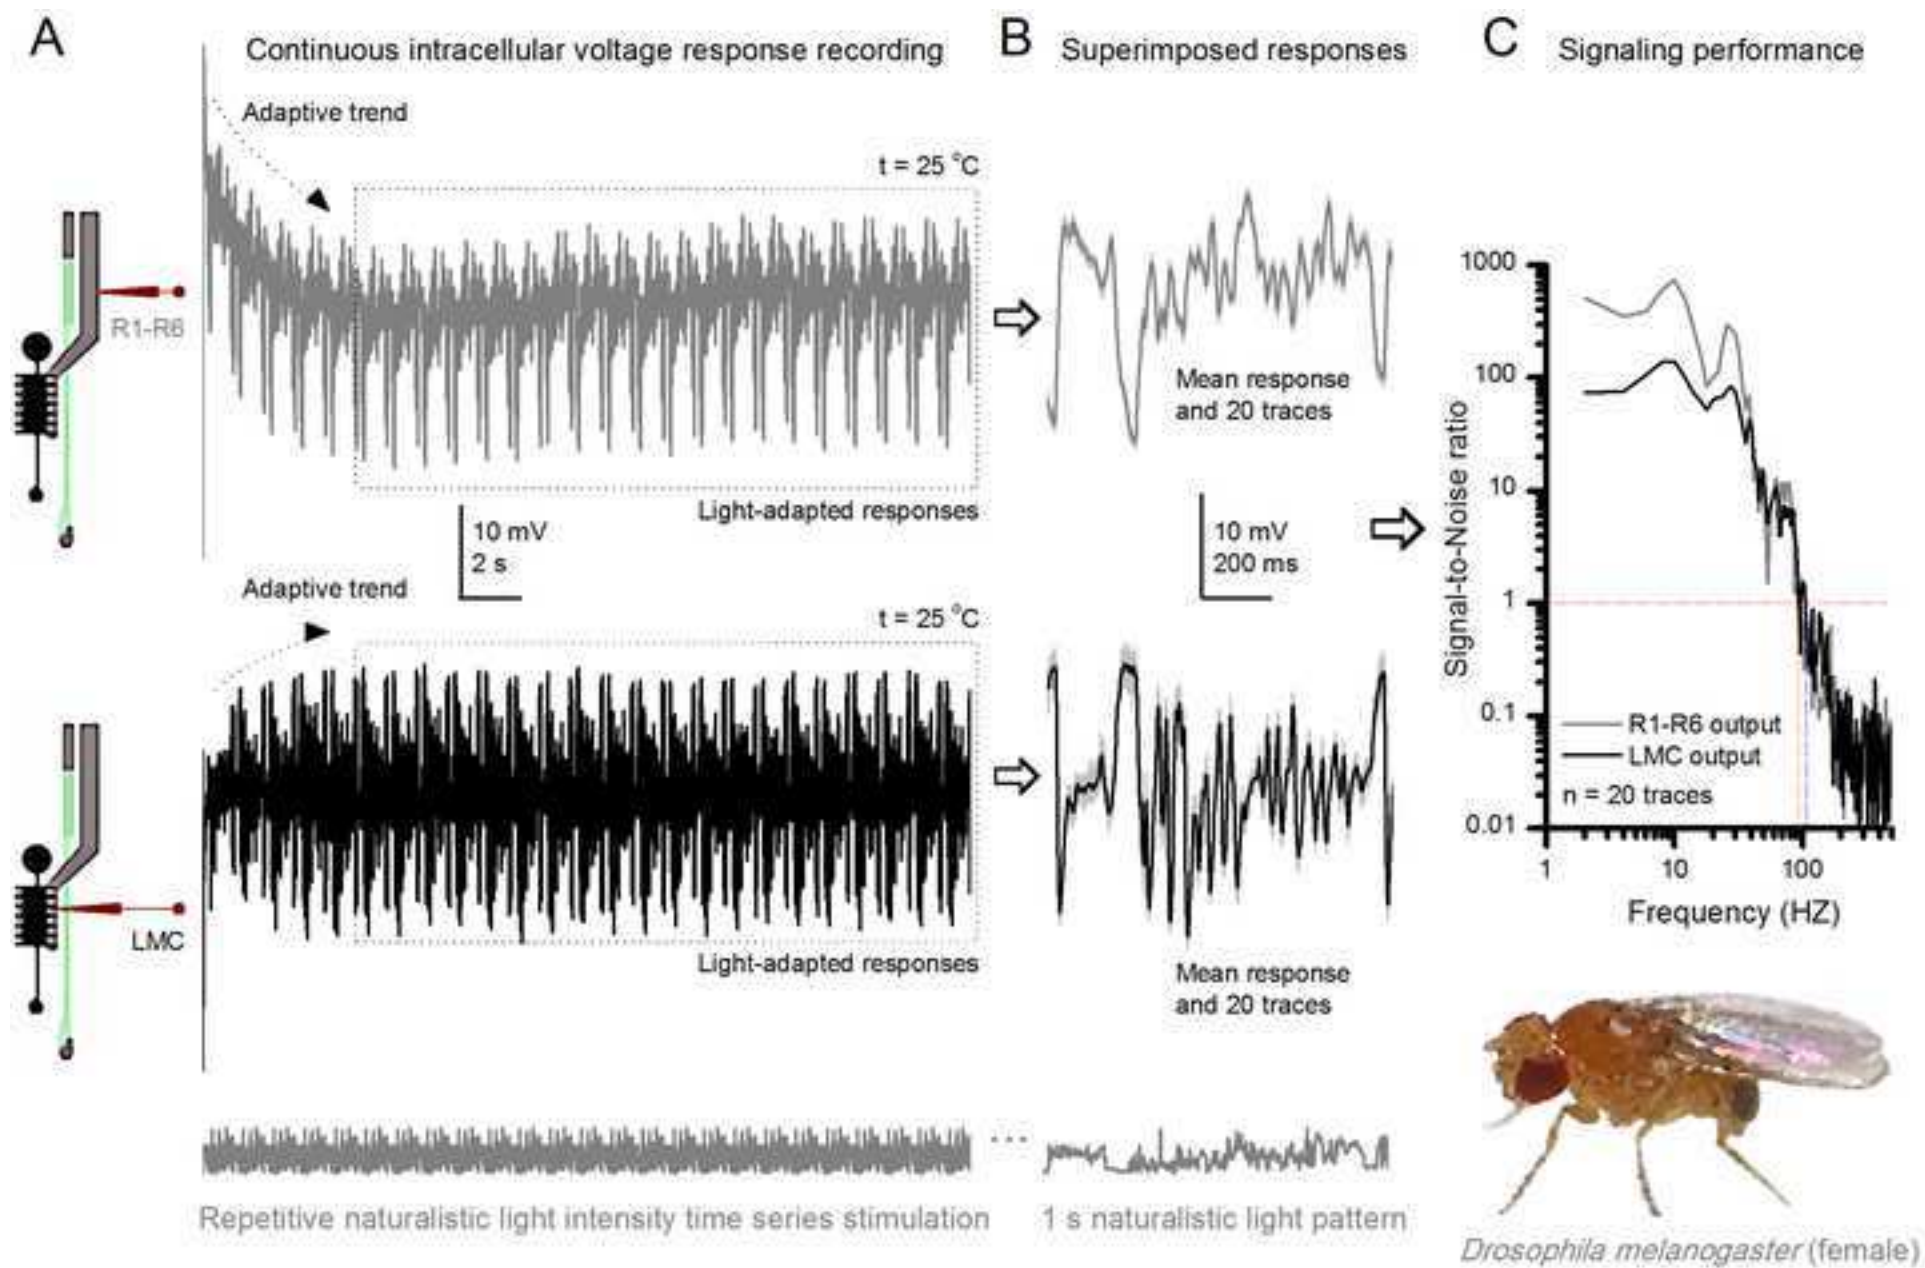 A
Continuous intracellular voltage response recording
Adaptive trend
t = 25 °C
R1-R6
Light-adapted responses
10 mV
2 s
Adaptive trend
t = 25 °C
LMC
Light-adapted responses
Repetitive naturalistic light intensity time series stimulation
B
Superimposed responses
Mean response
and 20 traces
10 mV
200 ms
Mean response
and 20 traces
1 s naturalistic light pattern
C
Signaling performance
Signal-to-Noise ratio
1000
100
10
1
0.1
0.01
R1-R6 output
LMC output
n = 20 traces
1
10
100
Frequency (HZ)
Drosophila melanogaster (female)